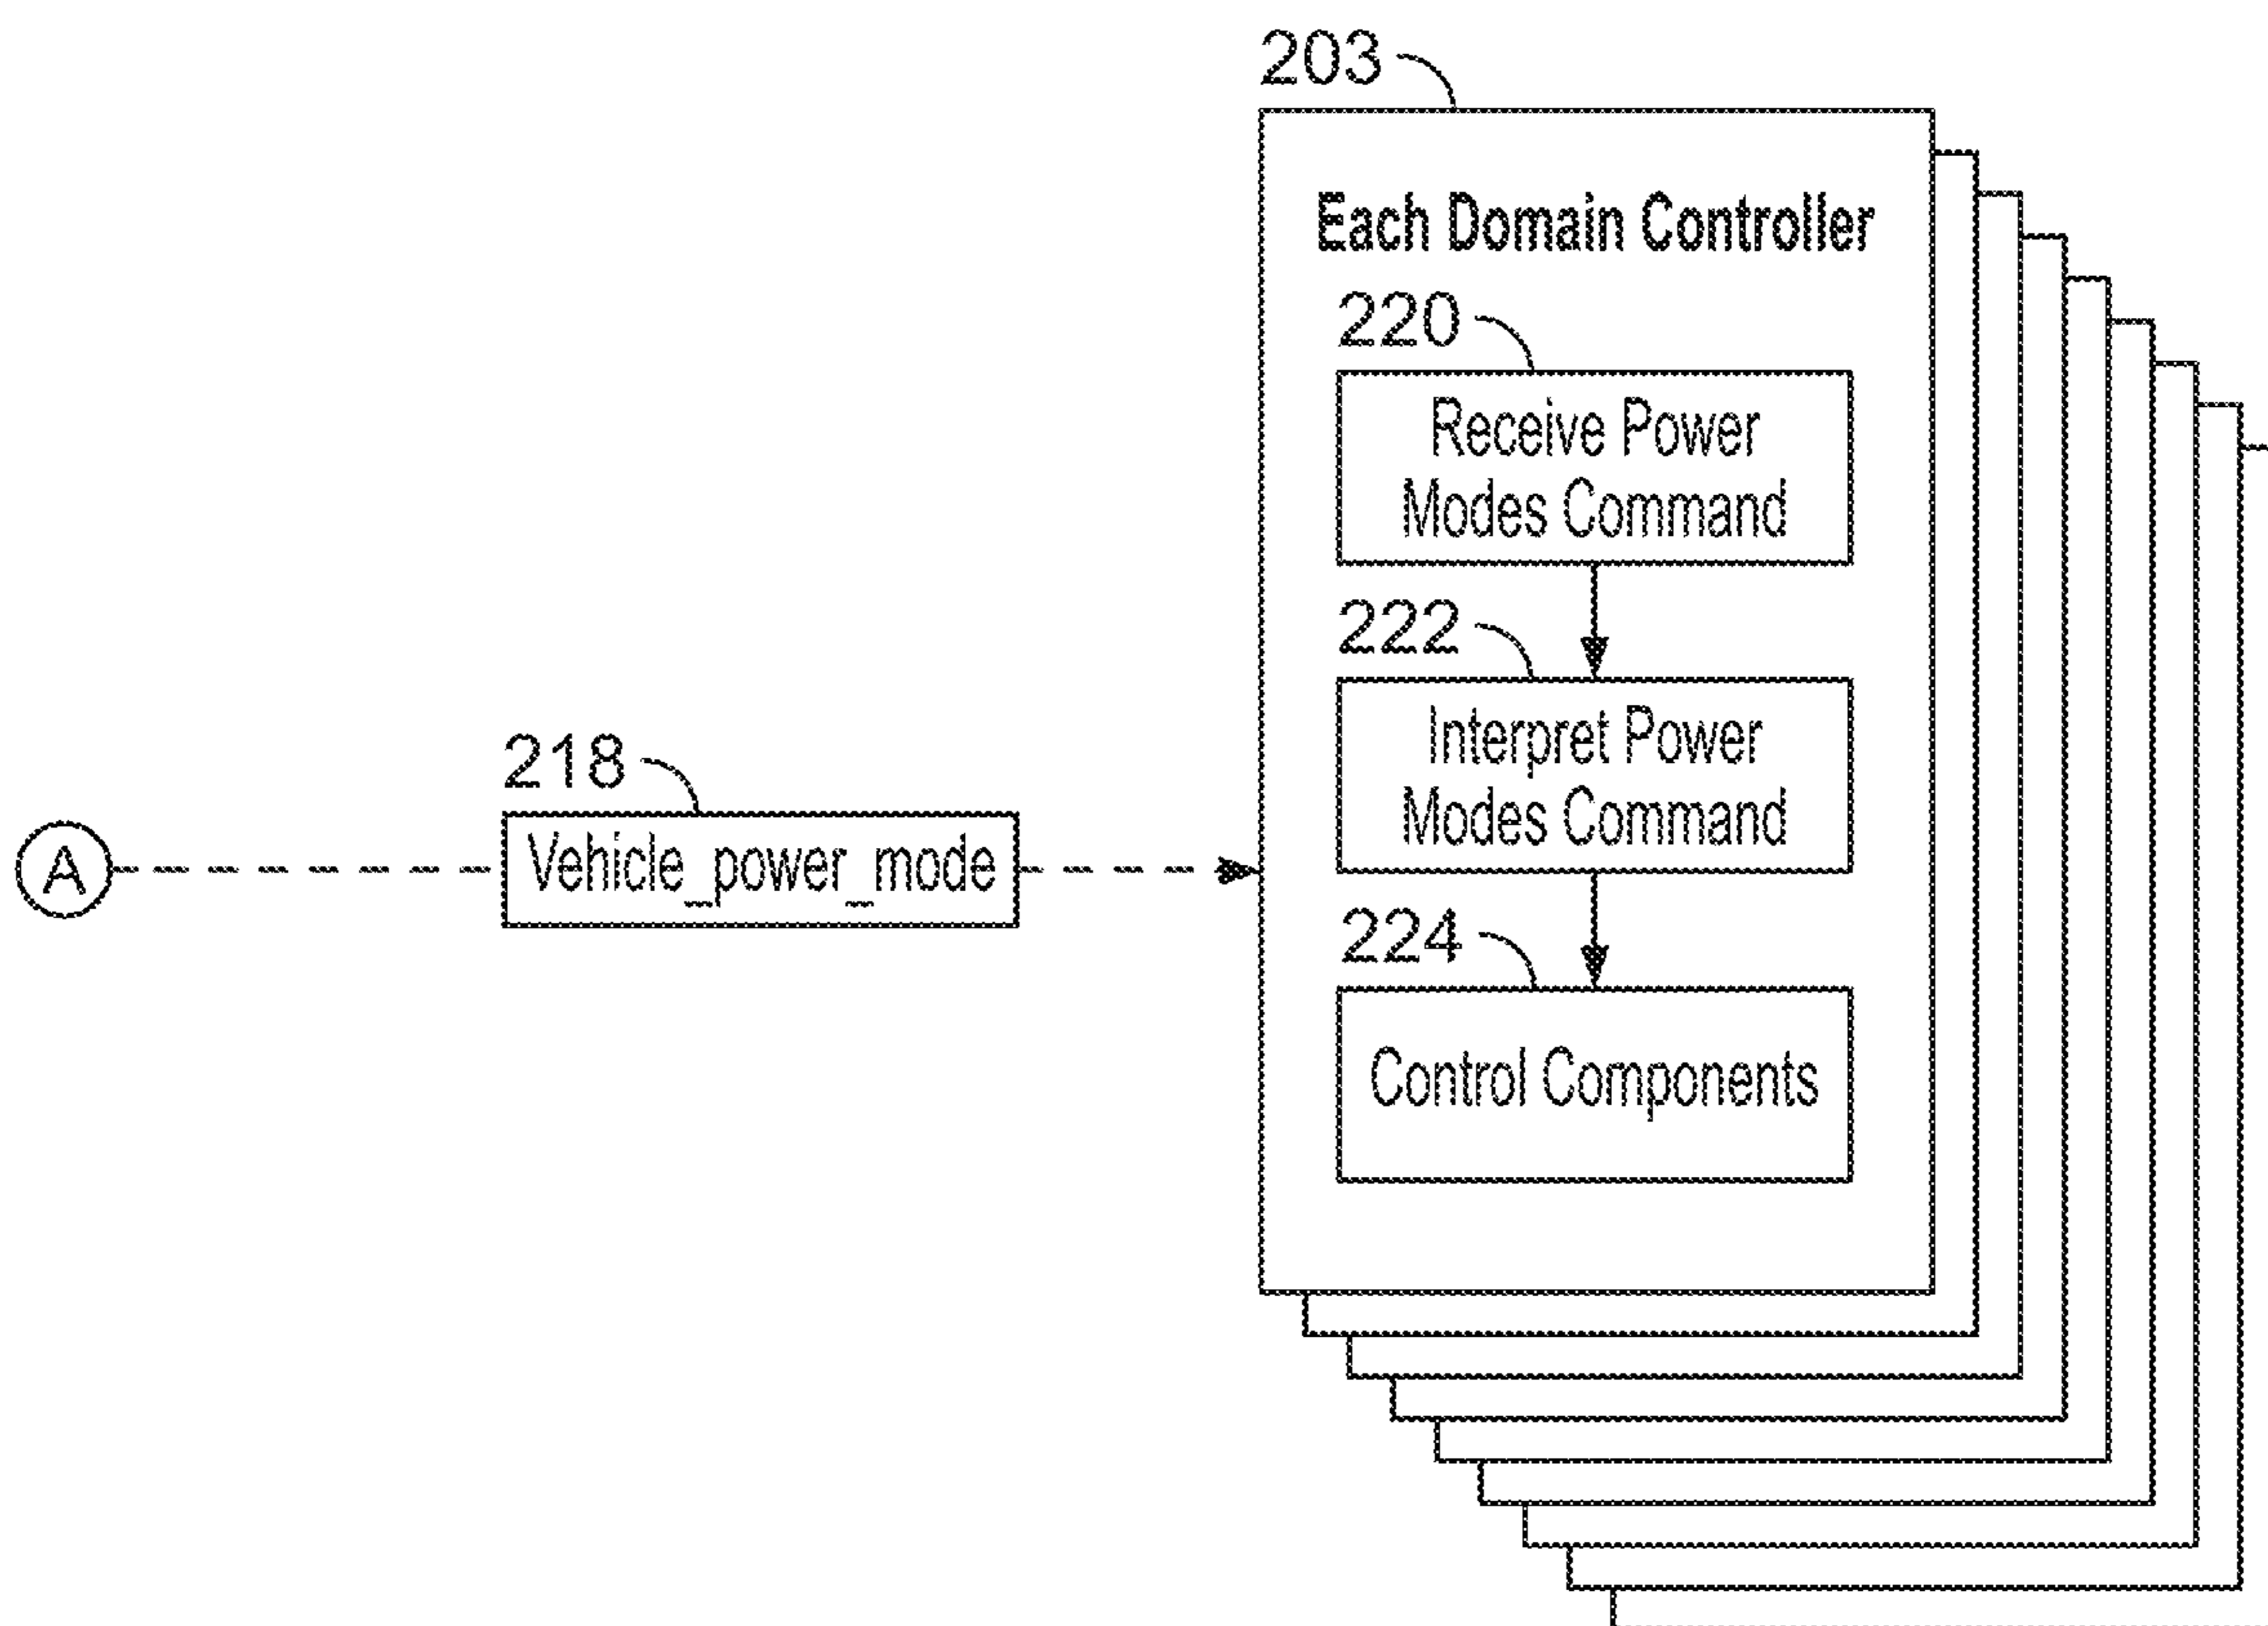 203
Each Domain Controller
220
Receive Power
Modes Command
222
Interpret Power
Modes Command
218
A
Vehicle_power_mode
224
Control Components